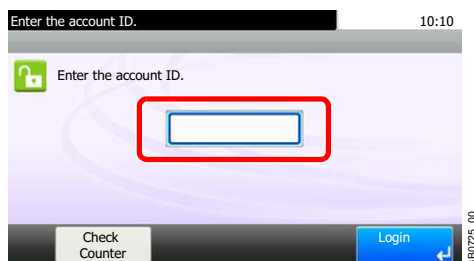 Enter the account ID.
10:10
Enter the account ID.
Check
Counter
Login